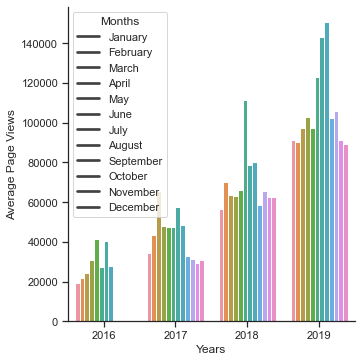 Months
January
February
March
April
May
June
July
August
September
October
November
December
140000
120000
100000
80000
60000
40000
20000
0
Average Page Views
2016 2017 2018 2019
Years